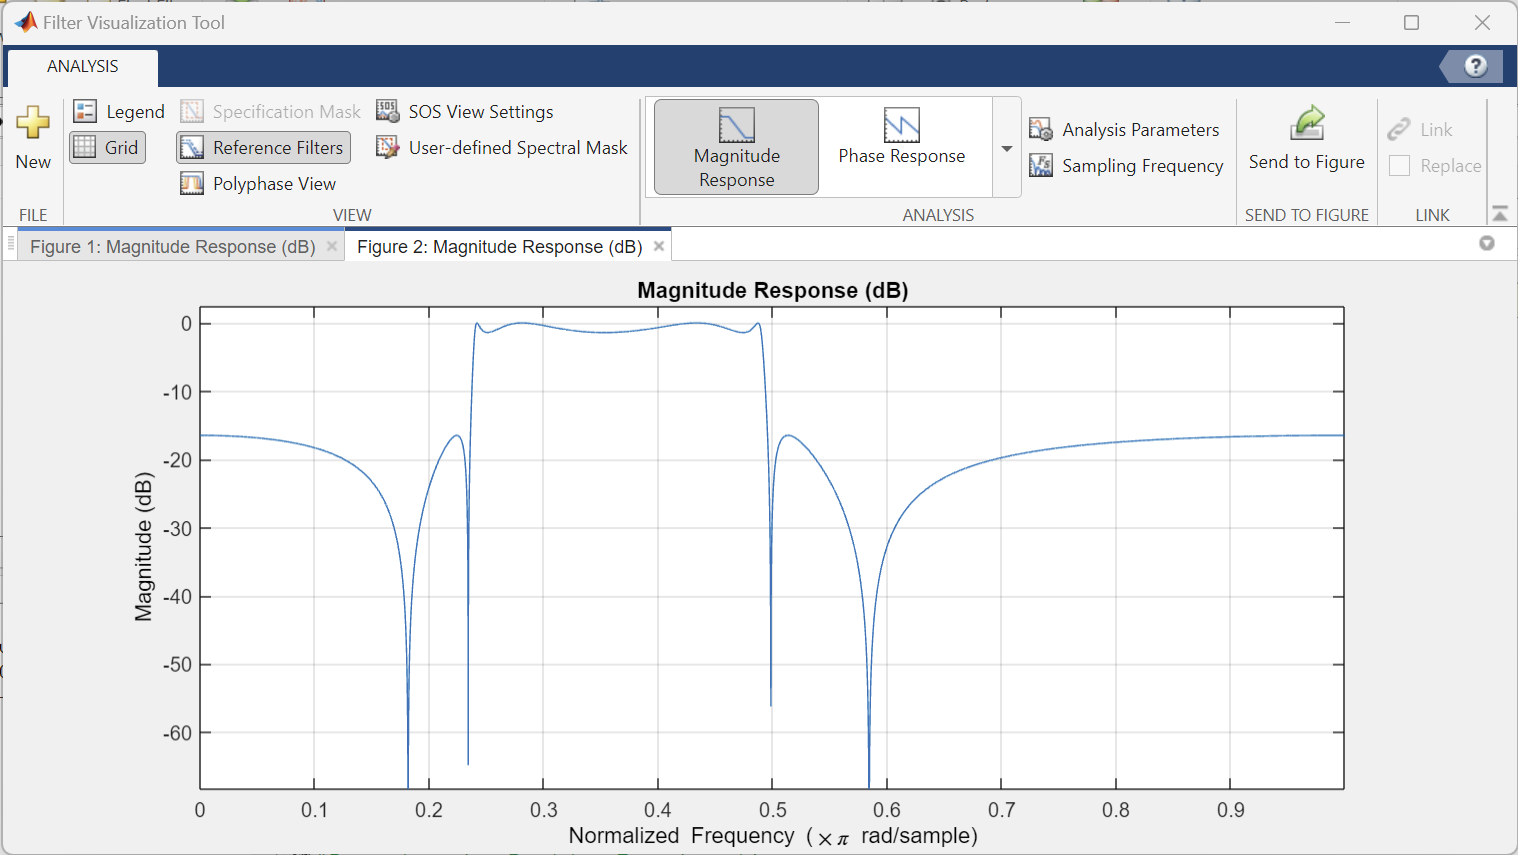 Filter Visualization Tool
ANALYSIS
?
New
Legend
Grid
Specification Mask
Reference Filters
Polyphase View
SOS View Settings
User-defined Spectral Mask
Magnitude
Response
Phase Response
Analysis Parameters
Sampling Frequency
Send to Figure
Link
Replace
FILE
VIEW
ANALYSIS
SEND TO FIGURE
LINK
Figure 1: Magnitude Response (dB)
Figure 2: Magnitude Response (dB)
Magnitude Response (dB)
0
-10
-20
-30
-40
-50
-60
Magnitude (dB)
0 0.1 0.2 0.3 0.4 0.5 0.6 0.7 0.8 0.9
Normalized Frequency (×π rad/sample)